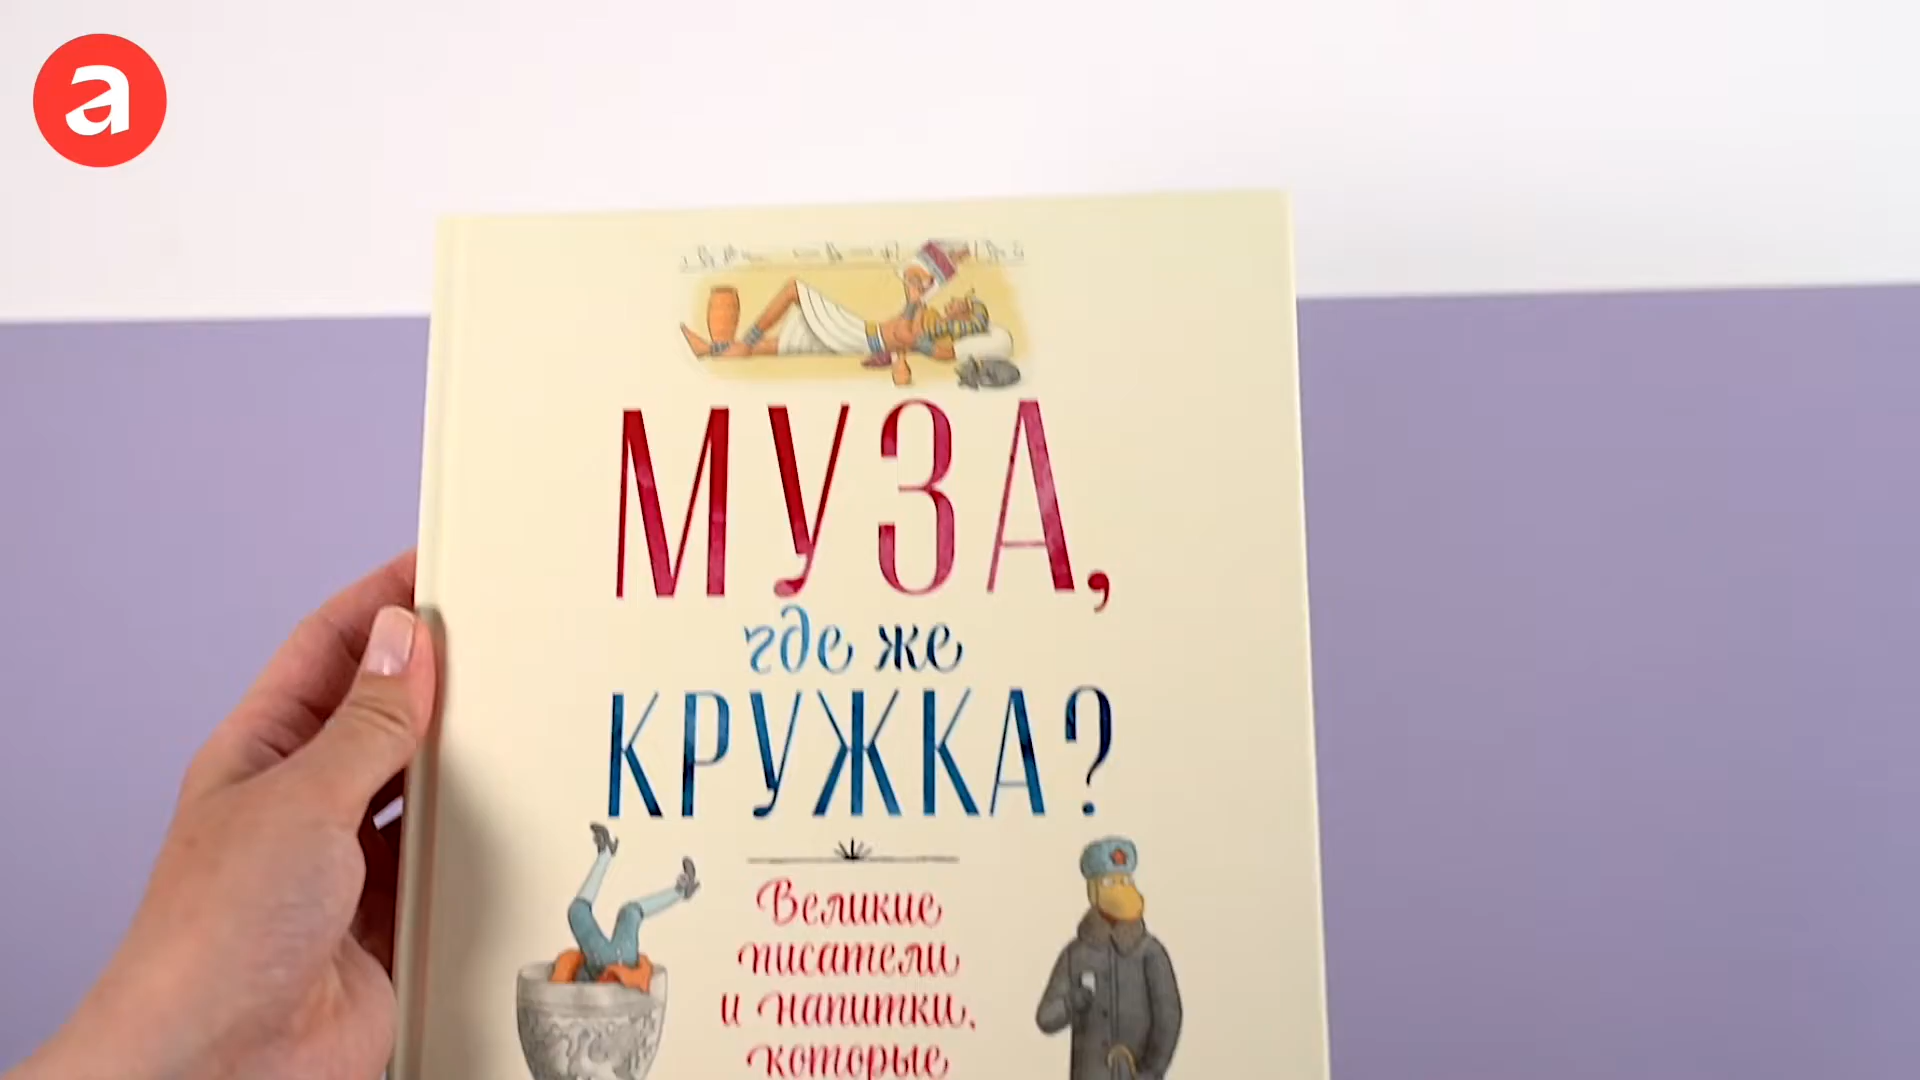 а
МУЗА,
где же
КРУЖКА?
Великие
писатели
и напитки,
которые